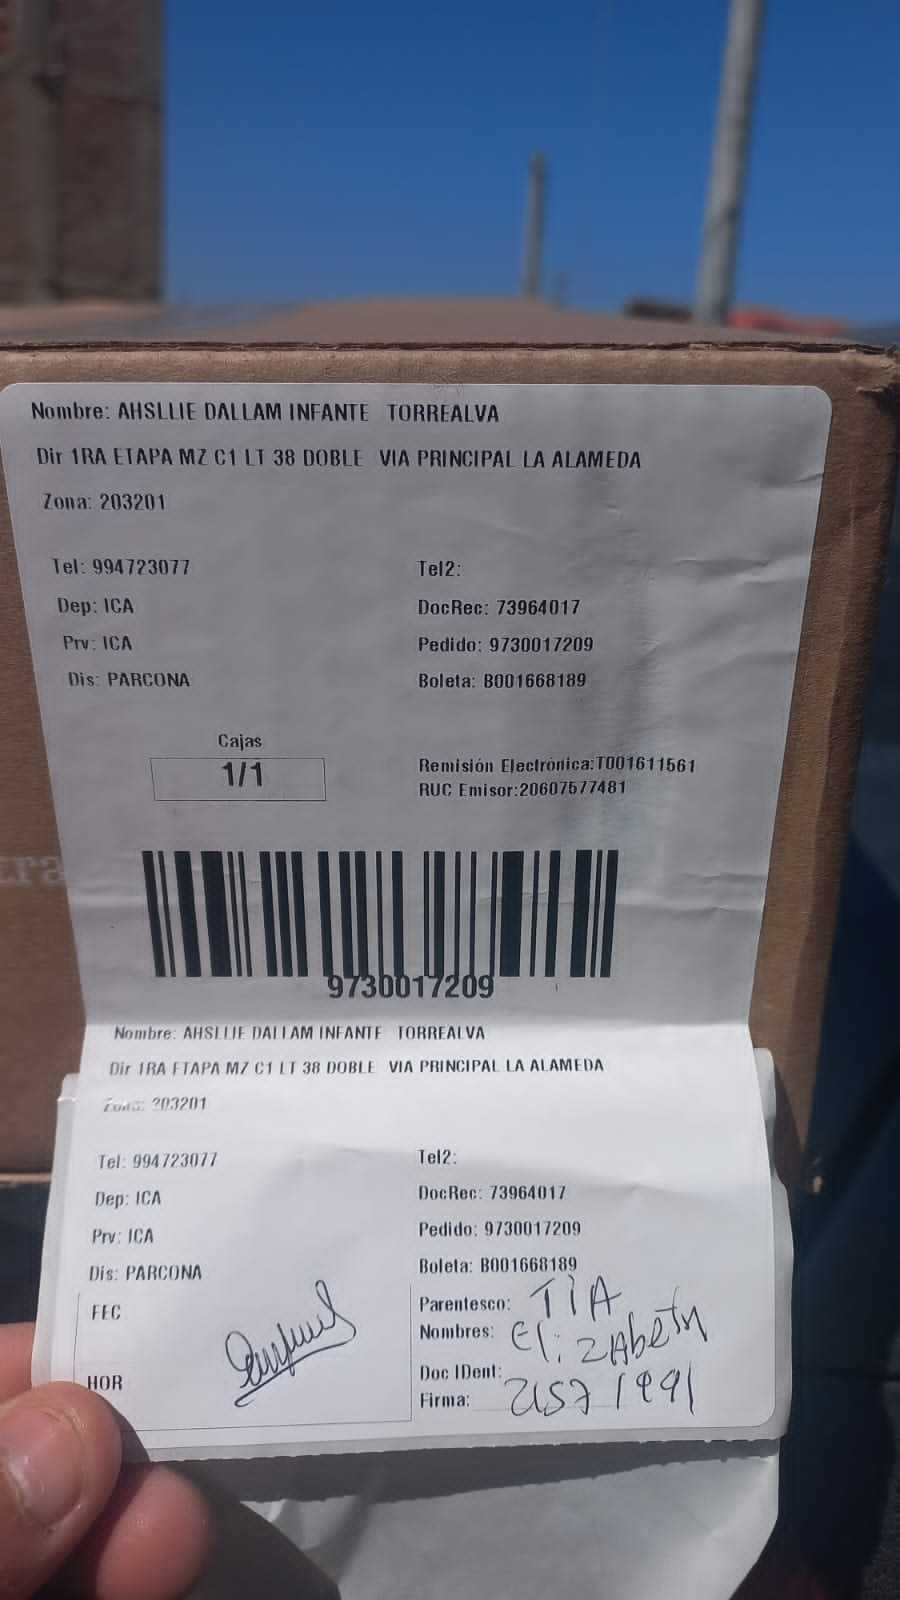 Nombre: AHSLLIE DALLAM INFANTE TORREALVA
Dir 1RA ETAPA MZ C1 LT 38 DOBLE VIA PRINCIPAL LA ALAMEDA
Zona: 203201
Tel: 994723077
Tel2:
Dep: ICA
DocRec: 73964017
Prv: ICA
Pedido: 9730017209
Dis: PARCONA
Boleta: B001668189
Cajas
1/1
Remisión Electrónica:T001611561
RUC Emisor:20607577481
tra
9730017209
Nombre: AHSLLIE DALLAM INFANTE TORREALVA
Dir 1RA ETAPA MZ C1 LT 38 DOBLE VIA PRINCIPAL LA ALAMEDA
Zona: 203201
Tel: 994723077
Tel2:
Dep: ICA
DocRec: 73964017
Prv: ICA
Pedido: 9730017209
Dis: PARCONA
Boleta: B001668189
FEC
Parentesco: TIA
Nombres: ElizAbeth
HOR
Doc IDent:
Firma: 21571991